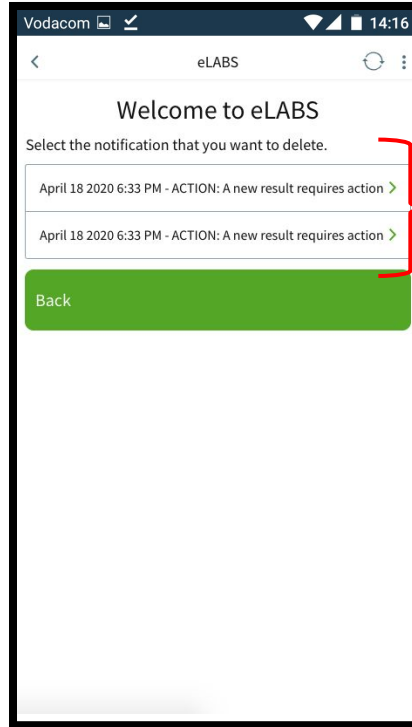 Vodacom 14:16
eLABS
Welcome to eLABS
Select the notification that you want to delete.
April 18 2020 6:33 PM - ACTION: A new result requires action
April 18 2020 6:33 PM - ACTION: A new result requires action
Back